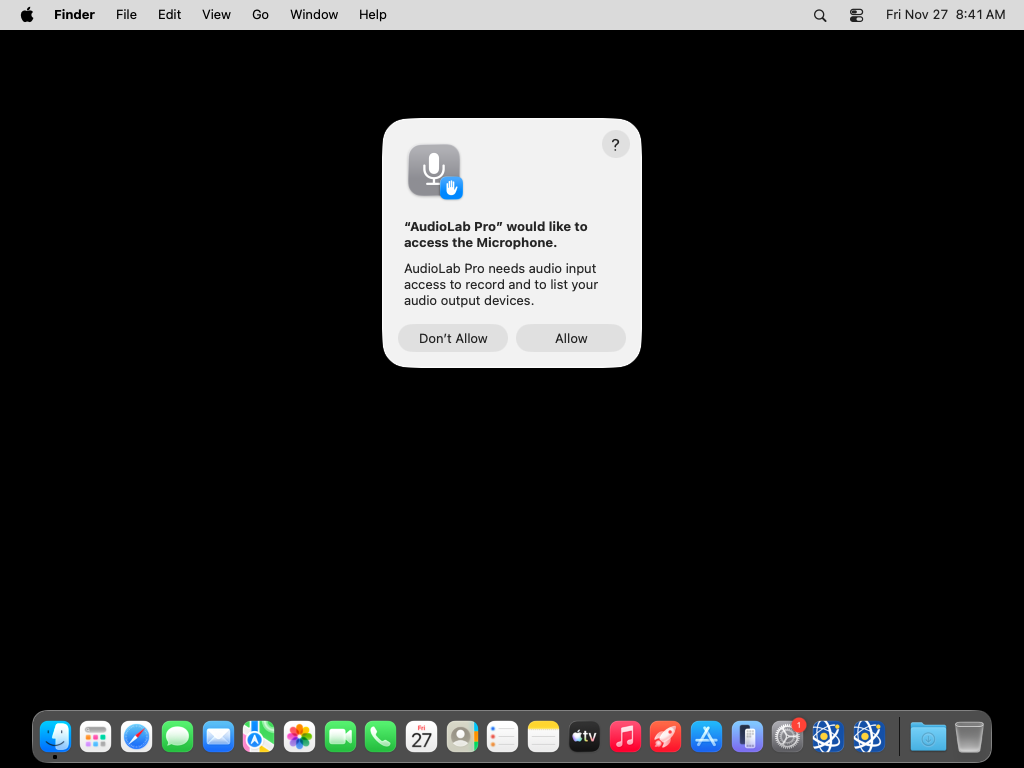 Finder File Edit View Go Window Help Fri Nov 27 8:41 AM
?
“AudioLab Pro” would like to
access the Microphone.
AudioLab Pro needs audio input
access to record and to list your
audio output devices.
Don’t Allow Allow
Fri
27
tv
1